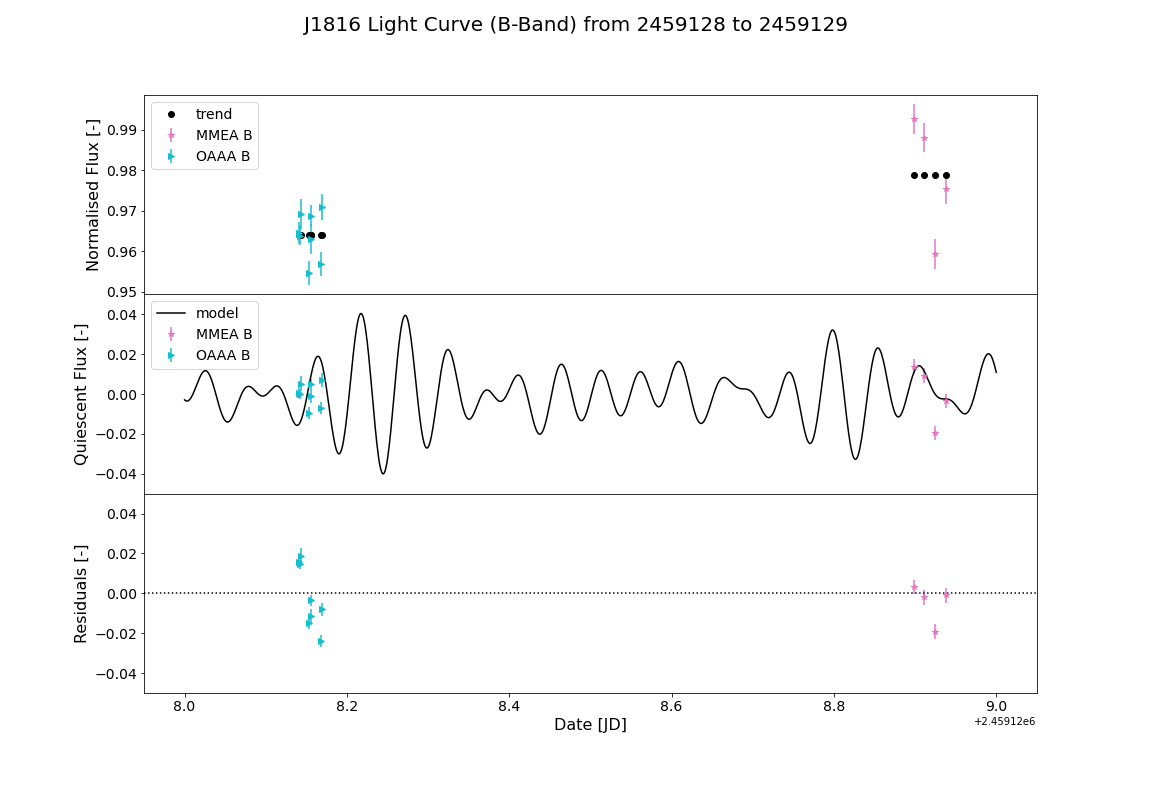 J1816 Light Curve (B-Band) from 2459128 to 2459129
Normalised Flux [-]
0.99
0.98
0.97
0.96
0.95
trend
MMEA B
OAAA B
Quiescent Flux [-]
0.04
0.02
0.00
−0.02
−0.04
model
MMEA B
OAAA B
Residuals [-]
0.04
0.02
0.00
−0.02
−0.04
8.0 8.2 8.4 8.6 8.8 9.0
Date [JD]
+2.45912e6